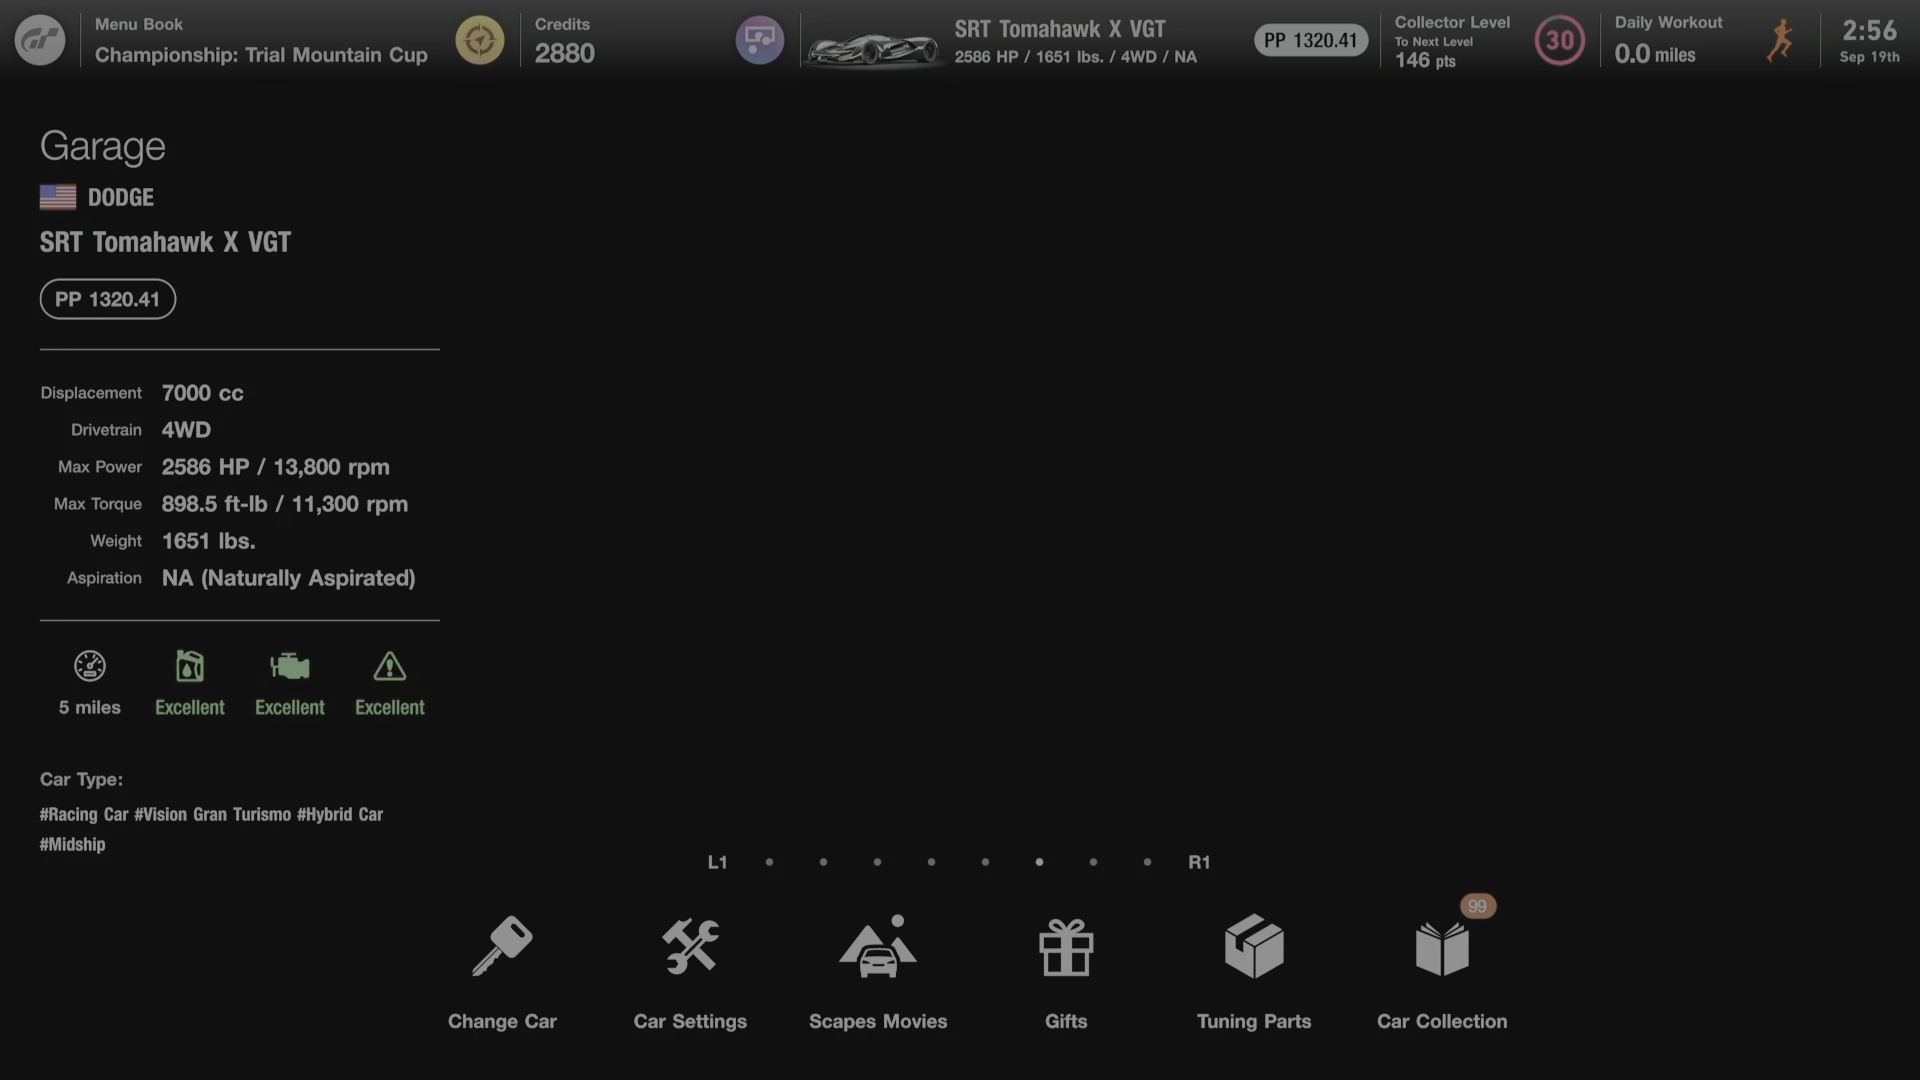 Menu Book
Championship: Trial Mountain Cup
Credits
2880
SRT Tomahawk X VGT
2586 HP / 1651 lbs. / 4WD / NA
PP 1320.41
Collector Level
To Next Level
146 pts
30
Daily Workout
0.0 miles
2:56
Sep 19th
Garage
DODGE
SRT Tomahawk X VGT
PP 1320.41
Displacement 7000 cc
Drivetrain 4WD
Max Power 2586 HP / 13,800 rpm
Max Torque 898.5 ft-lb / 11,300 rpm
Weight 1651 lbs.
Aspiration NA (Naturally Aspirated)
5 miles Excellent Excellent Excellent
Car Type:
#Racing Car #Vision Gran Turismo #Hybrid Car
#Midship
L1 R1
99
Change Car Car Settings Scapes Movies Gifts Tuning Parts Car Collection